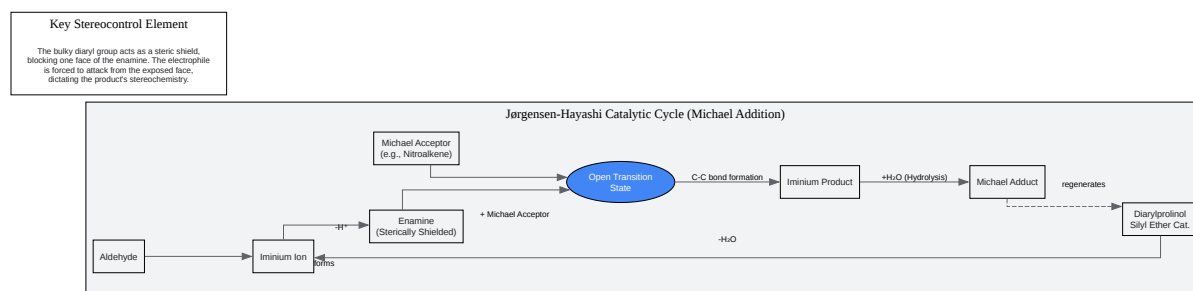 Key Stereocontrol Element
The bulky diaryl group acts as a steric shield,
blocking one face of the enamine. The electrophile
is forced to attack from the exposed face,
dictating the product's stereochemistry.
Jørgensen-Hayashi Catalytic Cycle (Michael Addition)
Michael Acceptor
(e.g., Nitroalkene)
Open Transition
State
C-C bond formation
Iminium Product
+H₂O (Hydrolysis)
Michael Adduct
regenerates
Diarylprolinol
Silyl Ether Cat.
Enamine
(Sterically Shielded)
+ Michael Acceptor
-H⁺
-H₂O
Aldehyde
Iminium Ion
forms